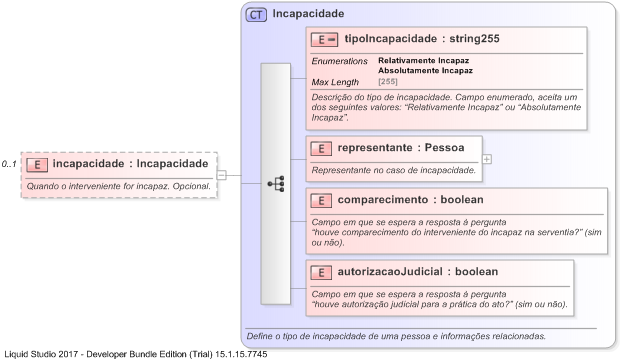 CT Incapacidade
E tipoIncapacidade : string255
Enumerations Relativamente Incapaz
Absolutamente Incapaz
Max Length [255]
Descrição do tipo de incapacidade. Campo enumerado, aceita um
dos seguintes valores: “Relativamente Incapaz” ou “Absolutamente
Incapaz”.
E representante : Pessoa
Representante no caso de incapacidade.
0..1
E incapacidade : Incapacidade
Quando o interveniente for incapaz. Opcional.
E comparecimento : boolean
Campo em que se espera a resposta à pergunta
“houve comparecimento do interveniente do incapaz na serventia?” (sim
ou não).
E autorizacaoJudicial : boolean
Campo em que se espera a resposta à pergunta
“houve autorização judicial para a prática do ato?” (sim ou não).
Define o tipo de incapacidade de uma pessoa e informações relacionadas.
Liquid Studio 2017 - Developer Bundle Edition (Trial) 15.1.15.7745